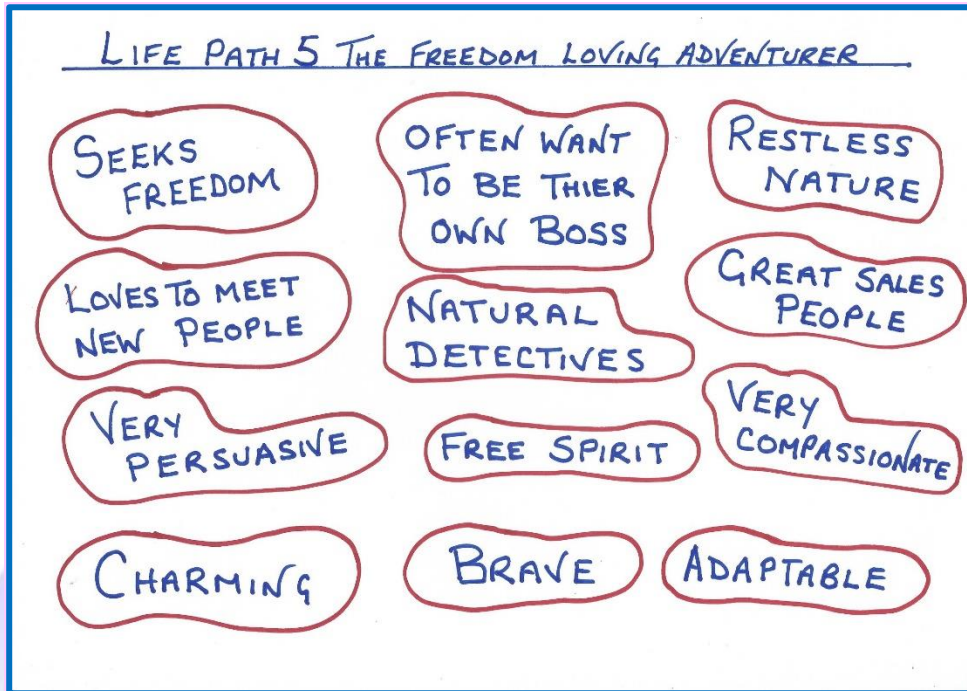 LIFE PATH 5 THE FREEDOM LOVING ADVENTURER
SEEKS
FREEDOM
OFTEN WANT
TO BE THIER
OWN BOSS
RESTLESS
NATURE
LOVES TO MEET
NEW PEOPLE
NATURAL
DETECTIVES
GREAT SALES
PEOPLE
VERY
PERSUASIVE
FREE SPIRIT
VERY
COMPASSIONATE
CHARMING
BRAVE
ADAPTABLE